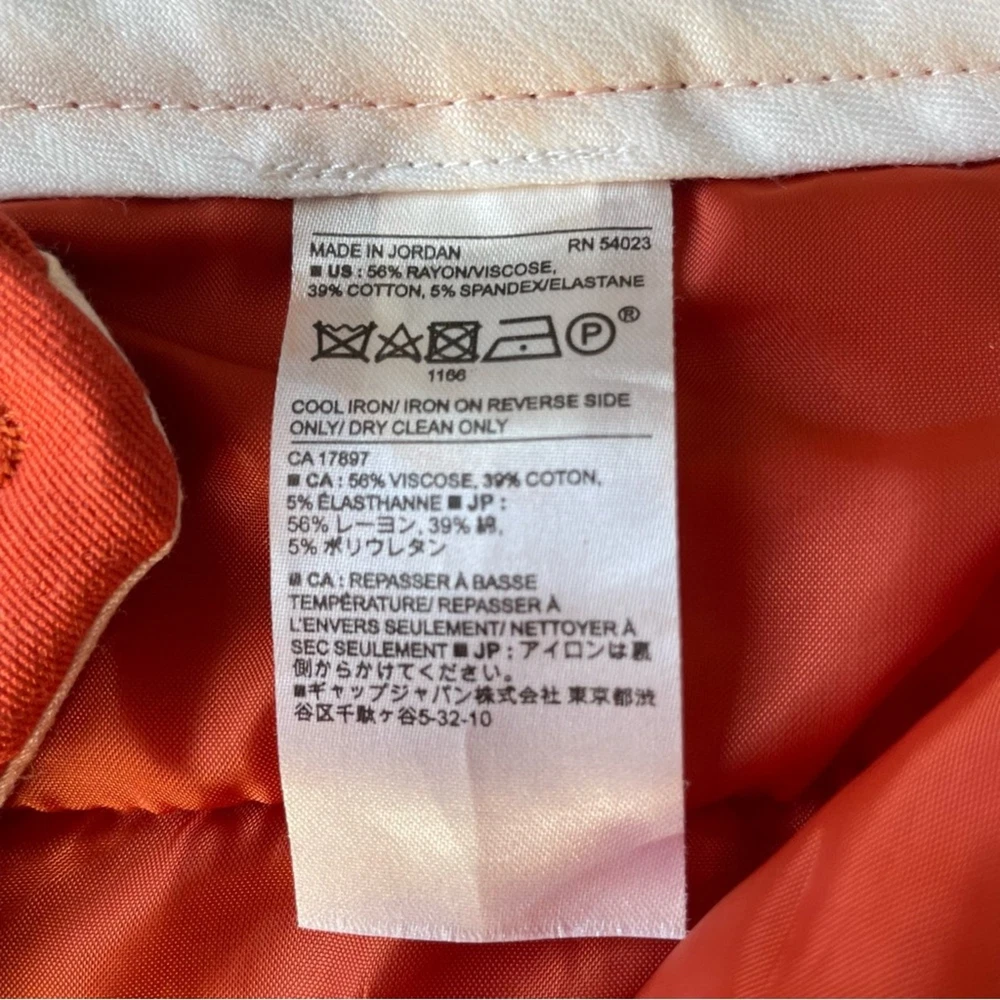 MADE IN JORDAN RN 54023
■ US : 56% RAYON/VISCOSE,
39% COTTON, 5% SPANDEX/ELASTANE
P ®
1166
COOL IRON/ IRON ON REVERSE SIDE
ONLY/ DRY CLEAN ONLY
CA 17897
■ CA : 56% VISCOSE, 39% COTON,
5% ÉLASTHANNE ■ JP :
56% レーヨン, 39% 綿,
5% ポリウレタン
■ CA : REPASSER À BASSE
TEMPÉRATURE/ REPASSER À
L'ENVERS SEULEMENT/ NETTOYER À
SEC SEULEMENT ■ JP : アイロンは裏
側からかけてください。
■ギャップジャパン株式会社 東京都渋
谷区千駄ヶ谷5-32-10